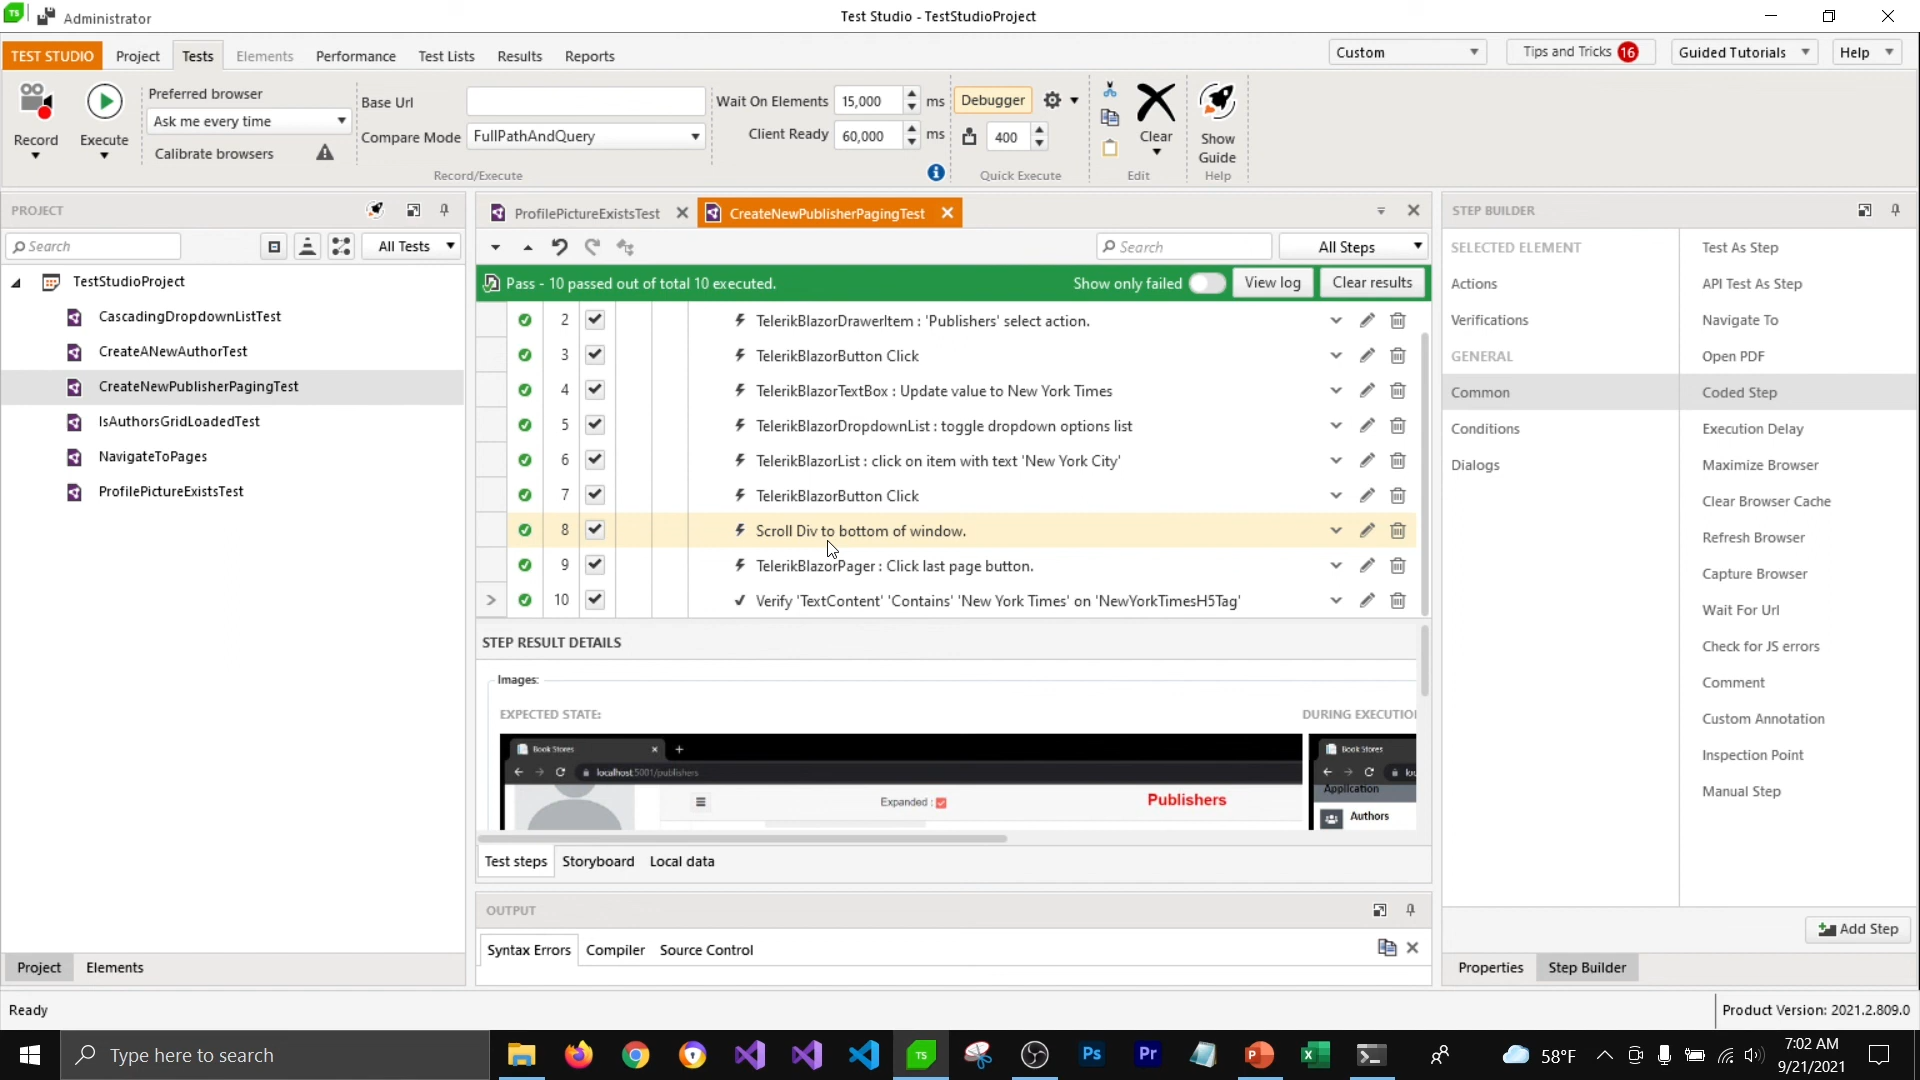 TS
Administrator
Test Studio - TestStudioProject
TEST STUDIO
Project
Tests
Elements
Performance
Test Lists
Results
Reports
Custom
Tips and Tricks 16
Guided Tutorials
Help
Record
Execute
Preferred browser
Ask me every time
Calibrate browsers
Base Url
Compare Mode FullPathAndQuery
Wait On Elements 15,000 ms
Client Ready 60,000 ms
Record/Execute
Debugger
400
Quick Execute
Clear
Edit
Show
Guide
Help
PROJECT
Search
All Tests
TestStudioProject
CascadingDropdownListTest
CreateANewAuthorTest
CreateNewPublisherPagingTest
IsAuthorsGridLoadedTest
NavigateToPages
ProfilePictureExistsTest
Project
Elements
ProfilePictureExistsTest
CreateNewPublisherPagingTest
Search
All Steps
Pass - 10 passed out of total 10 executed.
Show only failed
View log
Clear results
2 TelerikBlazorDrawerItem : 'Publishers' select action.
3 TelerikBlazorButton Click
4 TelerikBlazorTextBox : Update value to New York Times
5 TelerikBlazorDropdownList : toggle dropdown options list
6 TelerikBlazorList : click on item with text 'New York City'
7 TelerikBlazorButton Click
8 Scroll Div to bottom of window.
9 TelerikBlazorPager : Click last page button.
10 Verify 'TextContent' 'Contains' 'New York Times' on 'NewYorkTimesH5Tag'
STEP RESULT DETAILS
Images:
EXPECTED STATE:
DURING EXECUTIO
Book Stores
localhost:5001/publishers
Expanded :
Publishers
Book Stores
Application
Authors
Test steps
Storyboard
Local data
OUTPUT
Syntax Errors
Compiler
Source Control
STEP BUILDER
SELECTED ELEMENT
Actions
Verifications
GENERAL
Common
Conditions
Dialogs
Test As Step
API Test As Step
Navigate To
Open PDF
Coded Step
Execution Delay
Maximize Browser
Clear Browser Cache
Refresh Browser
Capture Browser
Wait For Url
Check for JS errors
Comment
Custom Annotation
Inspection Point
Manual Step
Add Step
Properties
Step Builder
Ready
Product Version: 2021.2.809.0
Type here to search
TS
Ps
Pr
58°F
7:02 AM
9/21/2021